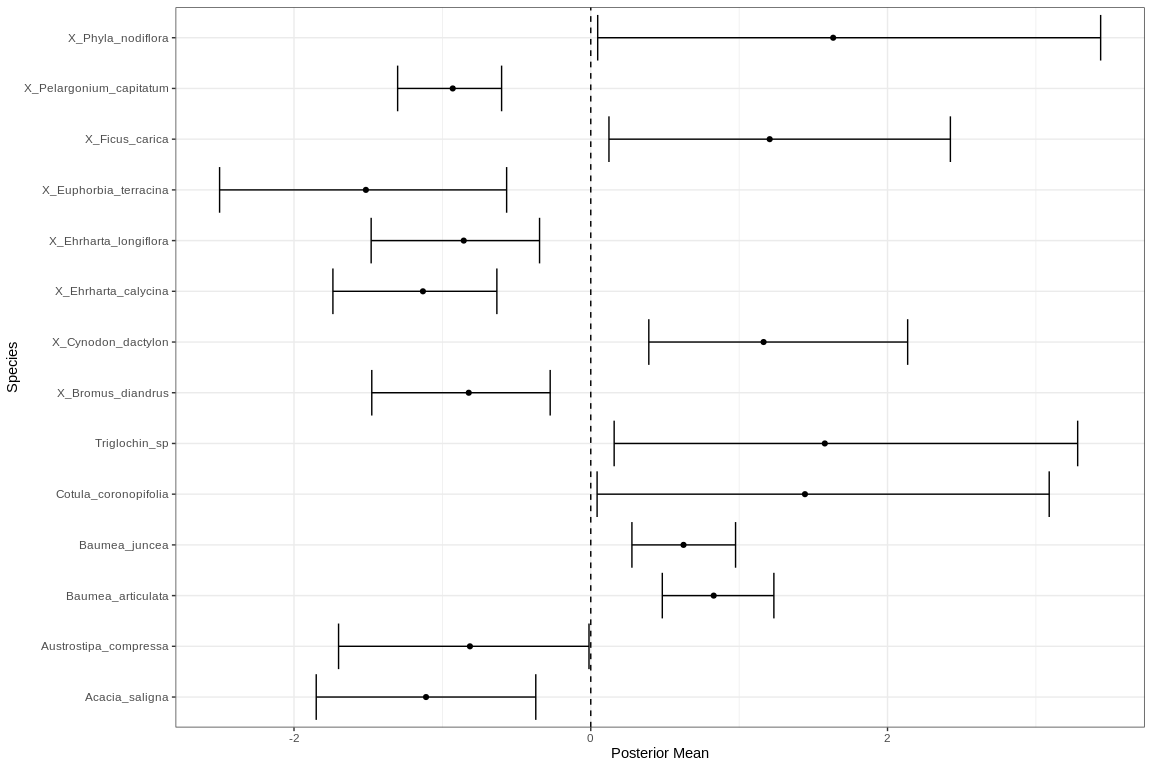 X_Phyla_nodiflora
X_Pelargonium_capitatum
X_Ficus_carica
X_Euphorbia_terracina
X_Ehrharta_longiflora
X_Ehrharta_calycina
X_Cynodon_dactylon
X_Bromus_diandrus
Triglochin_sp
Cotula_coronopifolia
Baumea_juncea
Baumea_articulata
Austrostipa_compressa
Acacia_saligna
Species
-2 0 2
Posterior Mean